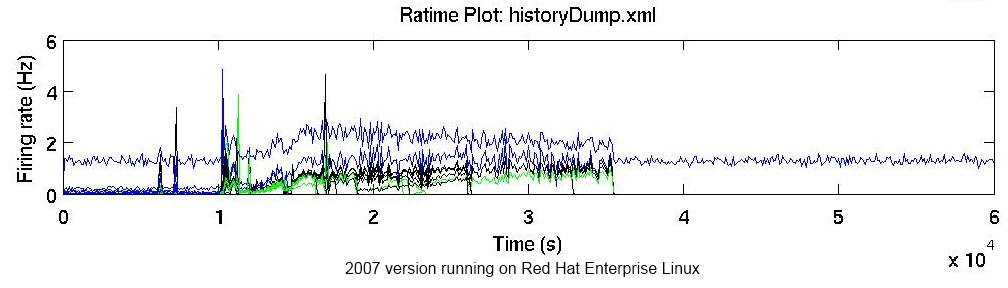 Ratime Plot: historyDump.xml
6
4
2
0
Firing rate (Hz)
0 1 2 3 4 5 6
Time (s)
x 10 4
2007 version running on Red Hat Enterprise Linux